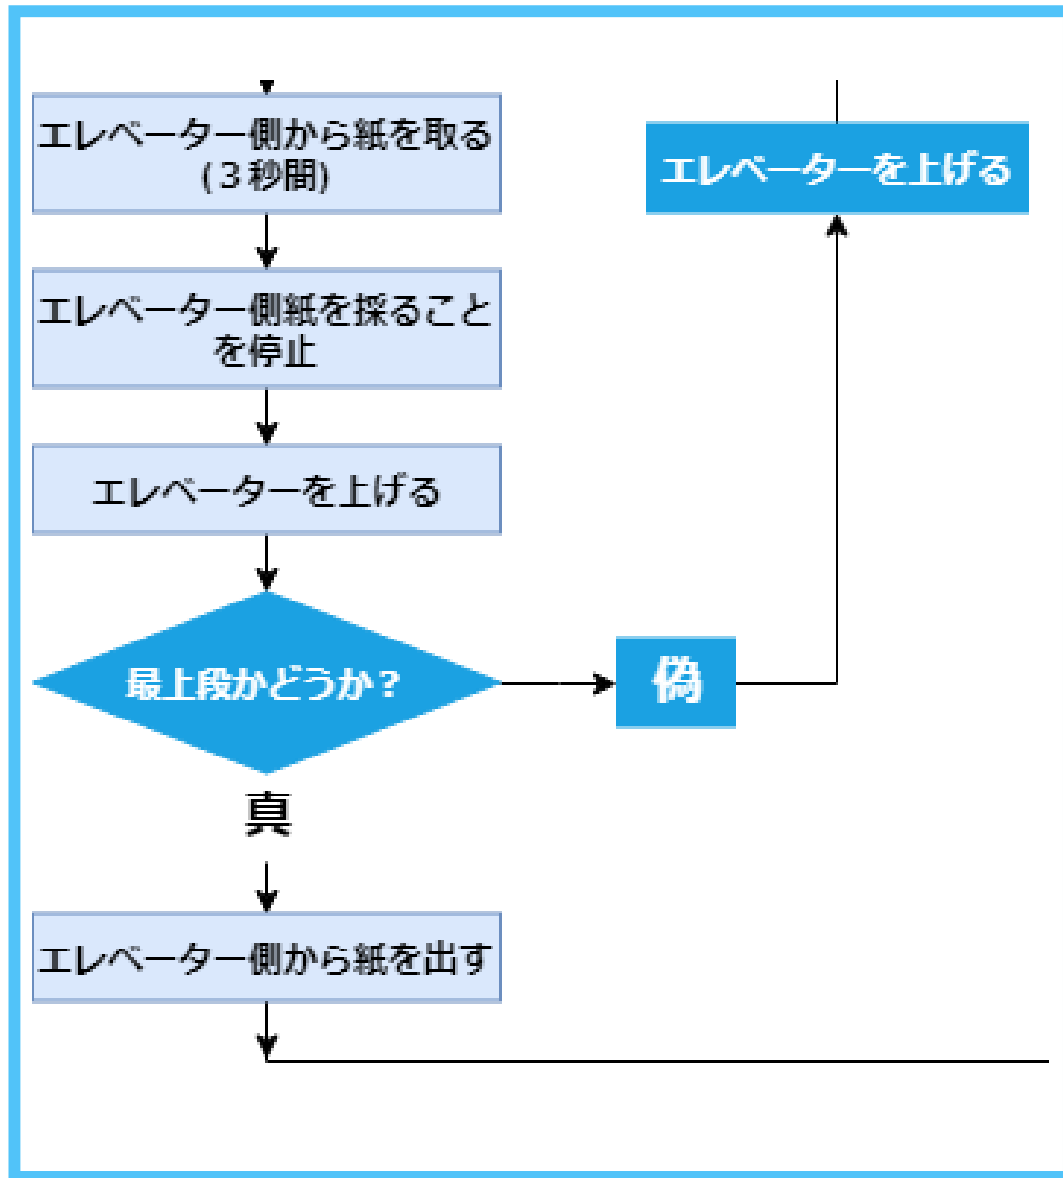 エレベーター側から紙を取る
(３秒間)
エレベーター側紙を採ること
を停止
エレベーターを上げる
最上段かどうか？
真
エレベーター側から紙を出す
偽
エレベーターを上げる